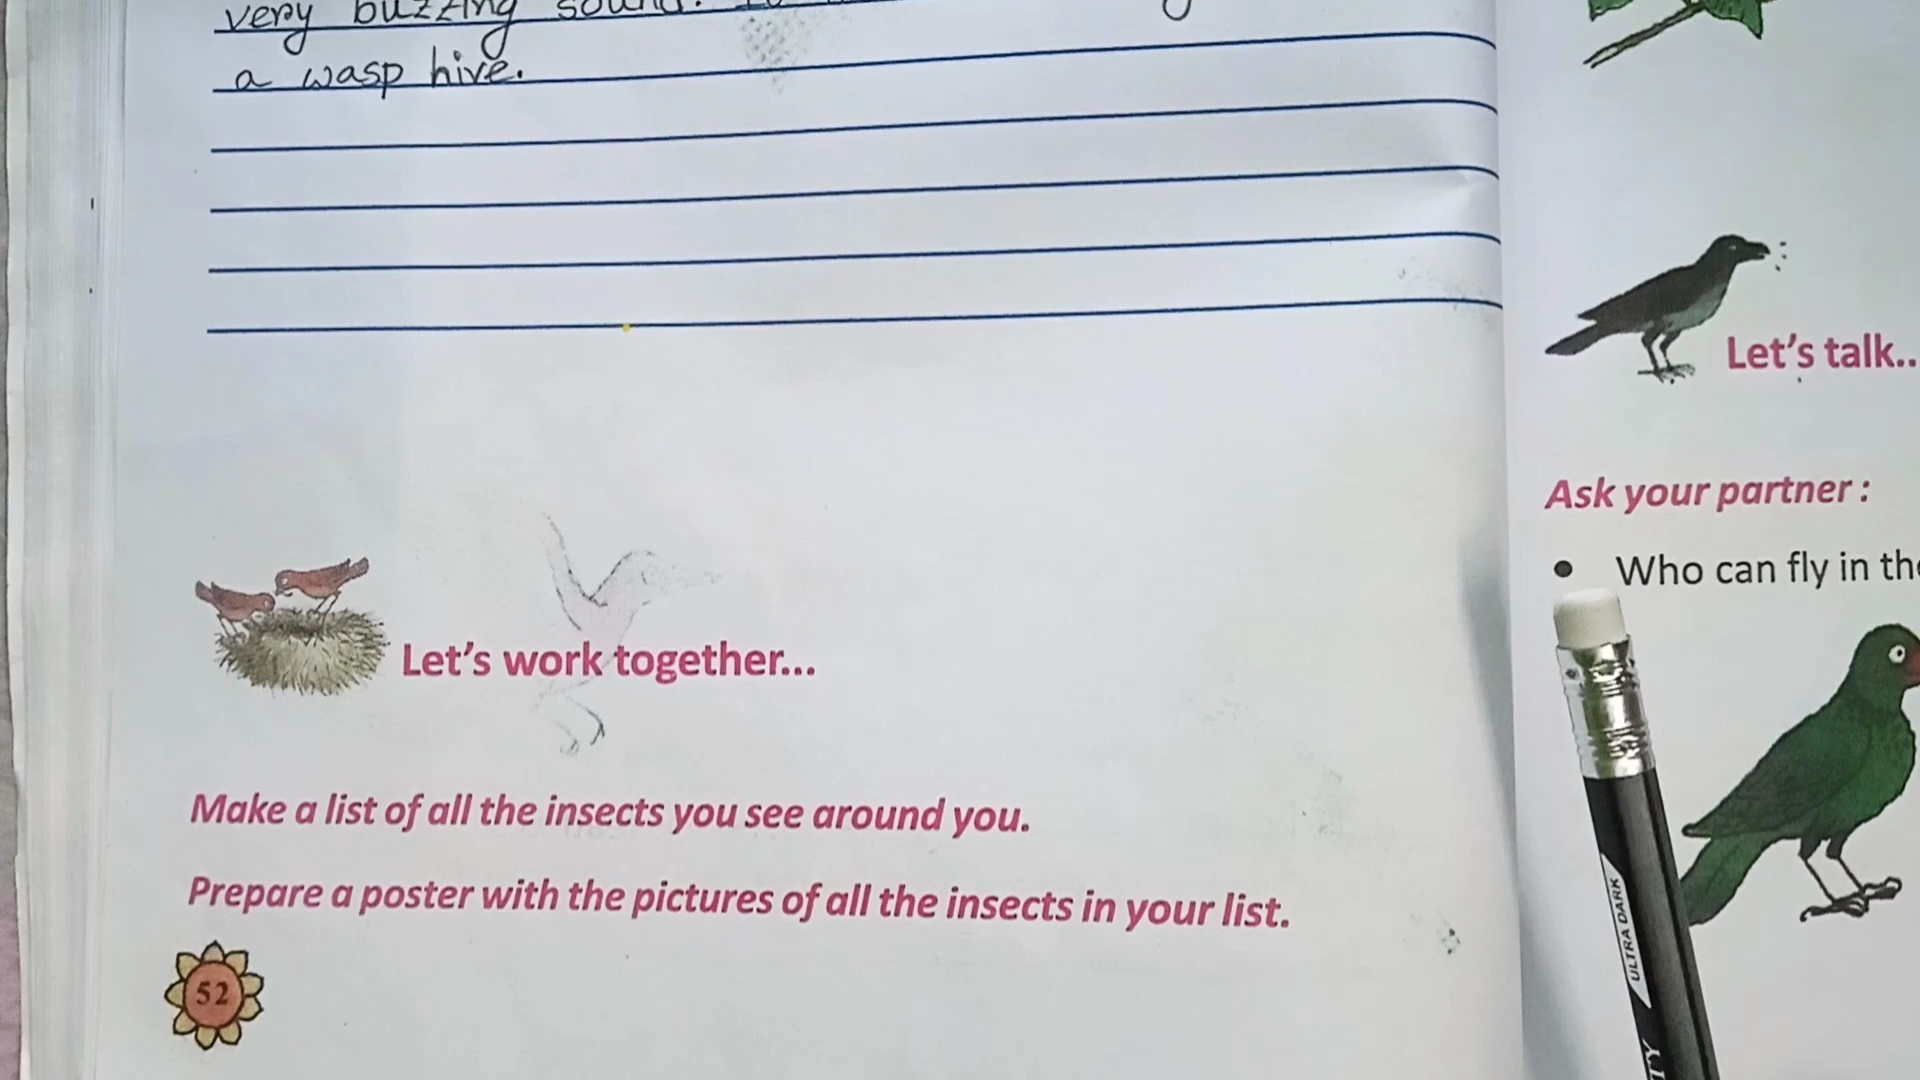 very buzzing sound.
a wasp hive.
Let's work together...
Make a list of all the insects you see around you.
Prepare a poster with the pictures of all the insects in your list.
52
Let's talk..
Ask your partner :
• Who can fly in the
ULTRA DARK